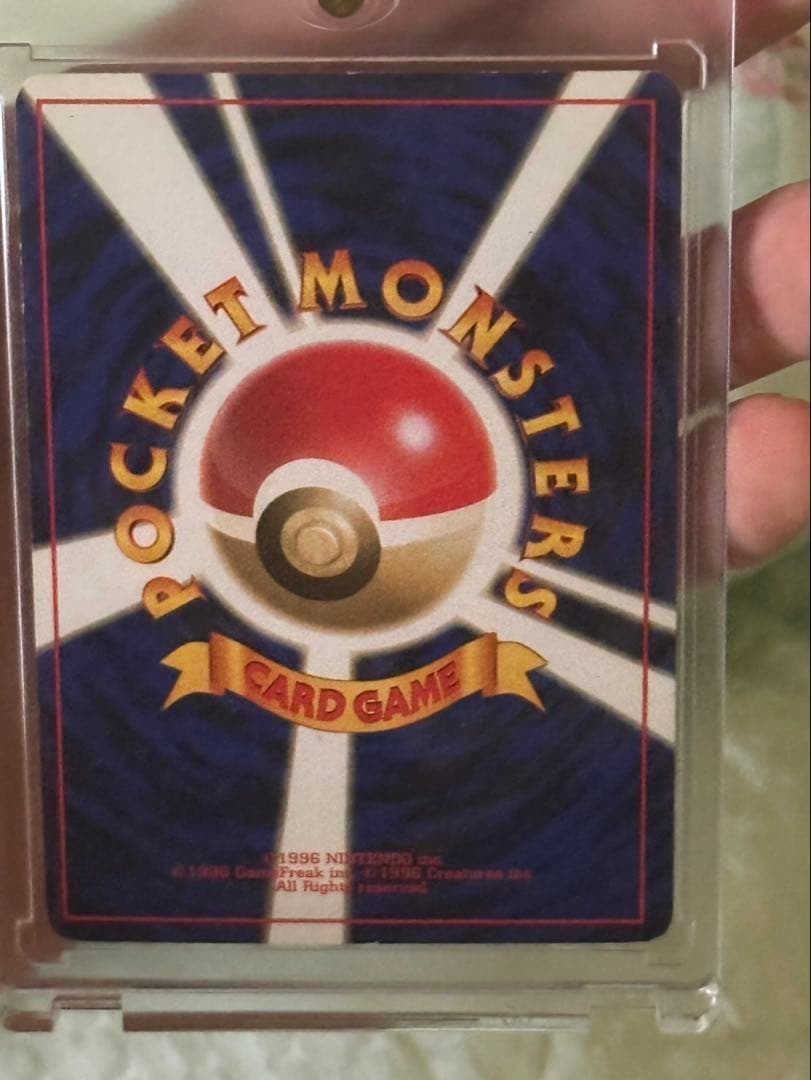 POCKET MONSTERS
CARD GAME
©1996 NINTENDO inc
©1996 GameFreak inc ©1996 Creatures inc
All Rights reserved